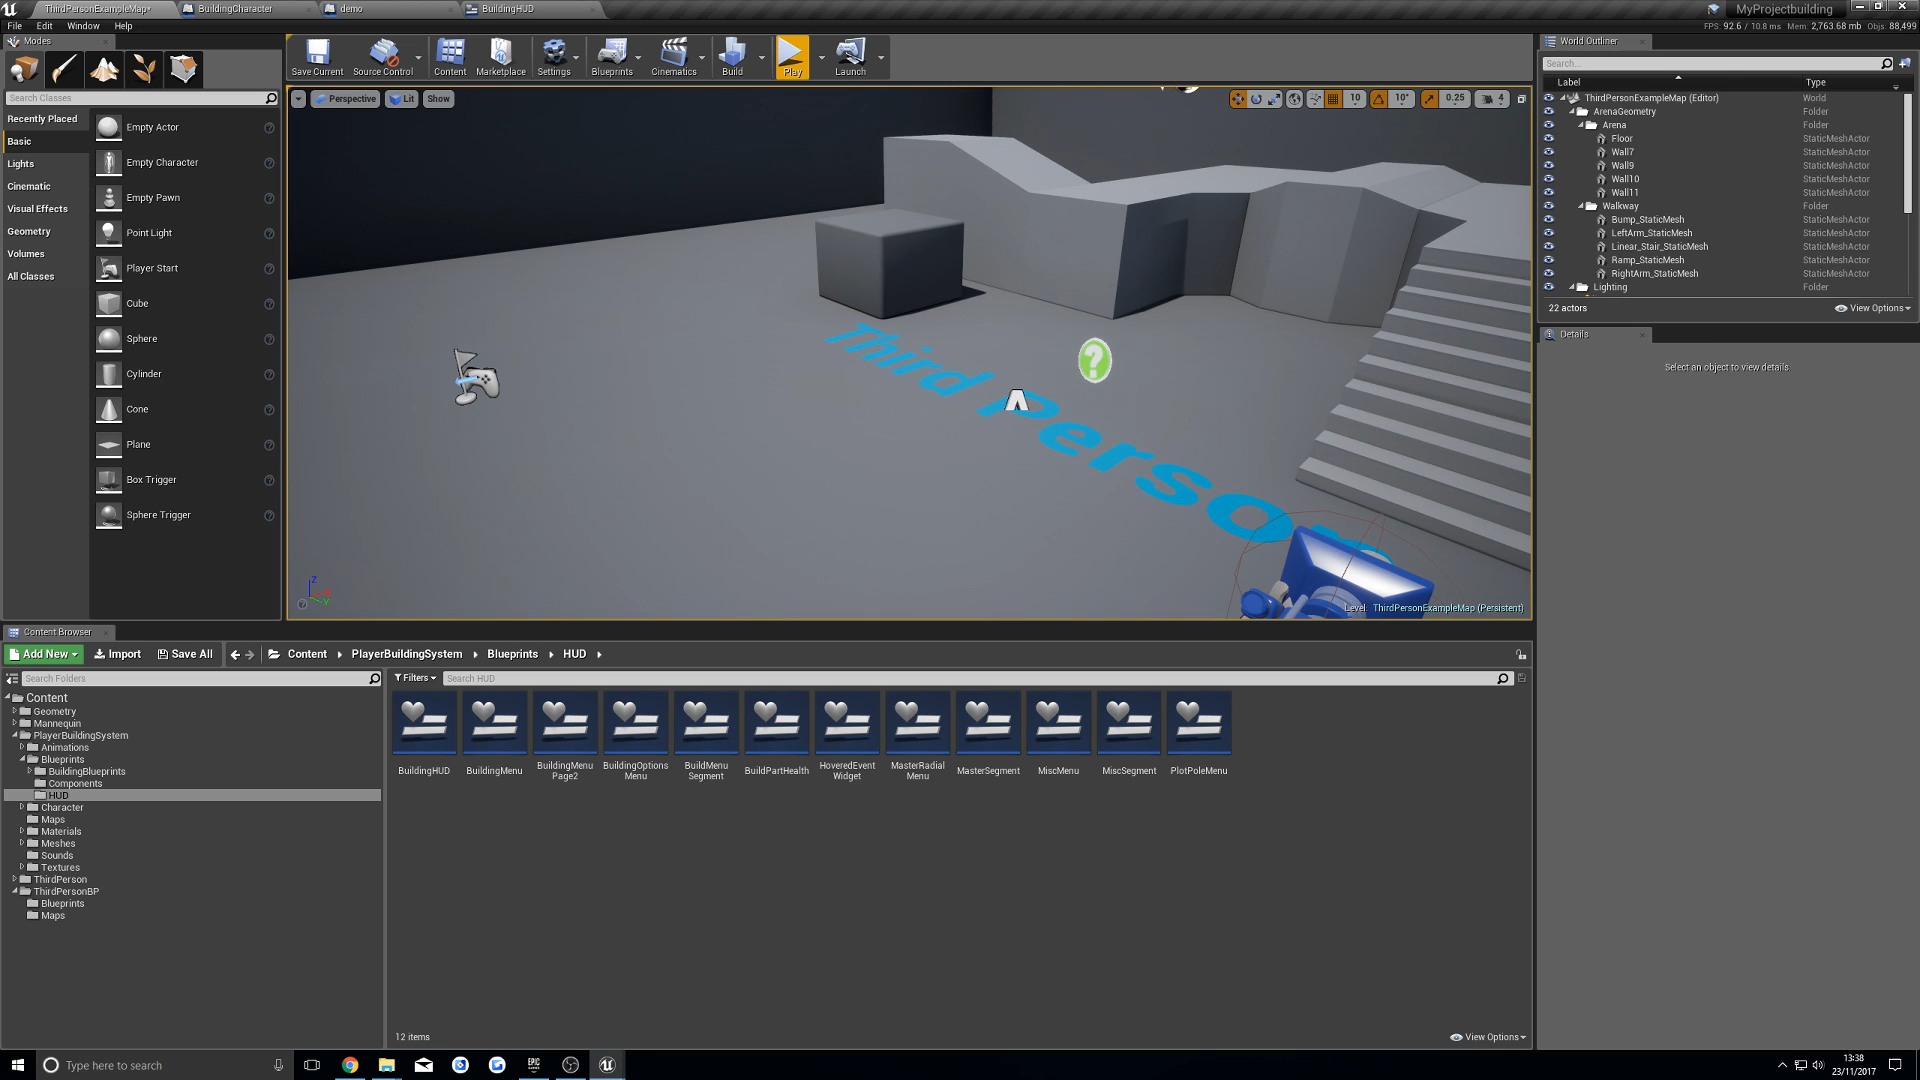 ThirdPersonExampleMap*
BuildingCharacter
demo
BuildingHUD
MyProjectbuilding
File Edit Window Help
FPS: 92.6 / 10.8 ms Mem: 2,763.68 mb Objs: 88,499
Modes
Search Classes
Recently Placed
Basic
Lights
Cinematic
Visual Effects
Geometry
Volumes
All Classes
Empty Actor
Empty Character
Empty Pawn
Point Light
Player Start
Cube
Sphere
Cylinder
Cone
Plane
Box Trigger
Sphere Trigger
Save Current
Source Control
Content
Marketplace
Settings
Blueprints
Cinematics
Build
Play
Launch
Perspective
Lit
Show
10
10°
0.25
4
Third Person
Z
X
Y
Level: ThirdPersonExampleMap (Persistent)
World Outliner
Search...
Label Type
ThirdPersonExampleMap (Editor) World
ArenaGeometry Folder
Arena Folder
Floor StaticMeshActor
Wall7 StaticMeshActor
Wall9 StaticMeshActor
Wall10 StaticMeshActor
Wall11 StaticMeshActor
Walkway Folder
Bump_StaticMesh StaticMeshActor
LeftArm_StaticMesh StaticMeshActor
Linear_Stair_StaticMesh StaticMeshActor
Ramp_StaticMesh StaticMeshActor
RightArm_StaticMesh StaticMeshActor
Lighting Folder
22 actors
View Options
Details
Select an object to view details
Content Browser
Add New
Import
Save All
Content
PlayerBuildingSystem
Blueprints
HUD
Search Folders
Content
Geometry
Mannequin
PlayerBuildingSystem
Animations
Blueprints
BuildingBlueprints
Components
HUD
Character
Maps
Materials
Meshes
Sounds
Textures
ThirdPerson
ThirdPersonBP
Blueprints
Maps
Filters
Search HUD
BuildingHUD
BuildingMenu
BuildingMenu
Page2
BuildingOptions
Menu
BuildMenu
Segment
BuildPartHealth
HoveredEvent
Widget
MasterRadial
Menu
MasterSegment
MiscMenu
MiscSegment
PlotPoleMenu
12 items
View Options
Type here to search
EPIC
GAMES
13:38
23/11/2017